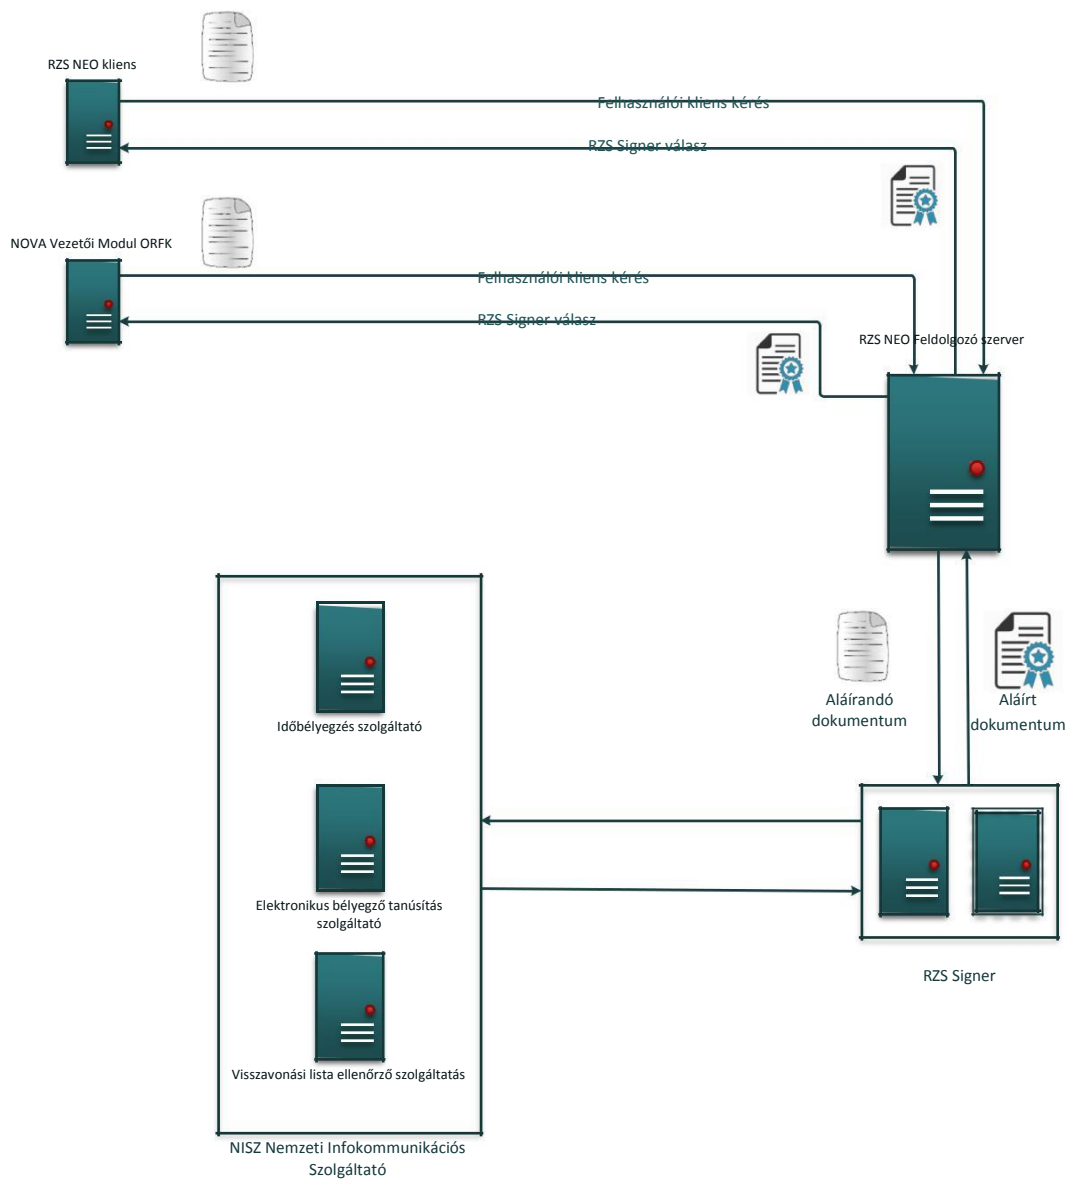 RZS NEO kliens
Felhasználói kliens kérés
RZS Signer válasz
NOVA Vezetői Modul ORFK
Felhasználói kliens kérés
RZS Signer válasz
RZS NEO Feldolgozó szerver
Aláírandó
dokumentum
Aláírt
dokumentum
Időbélyegzés szolgáltató
Elektronikus bélyegző tanúsítás
szolgáltató
Visszavonási lista ellenőrző szolgáltatás
RZS Signer
NISZ Nemzeti Infokommunikációs
Szolgáltató